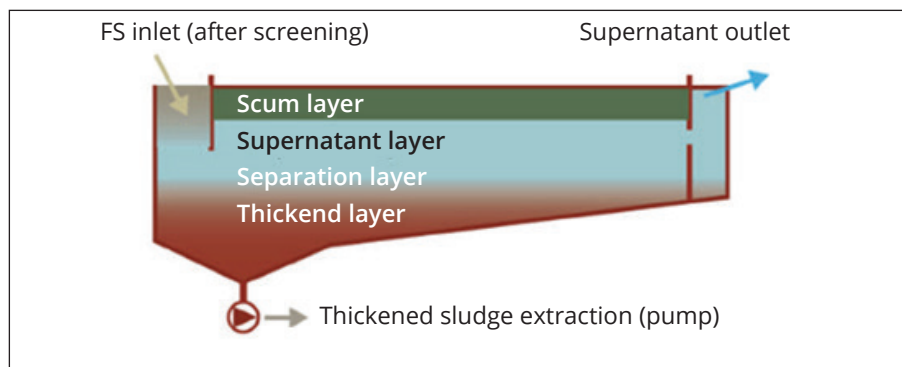 FS inlet (after screening)
Supernatant outlet
Scum layer
Supernatant layer
Separation layer
Thickend layer
Thickened sludge extraction (pump)